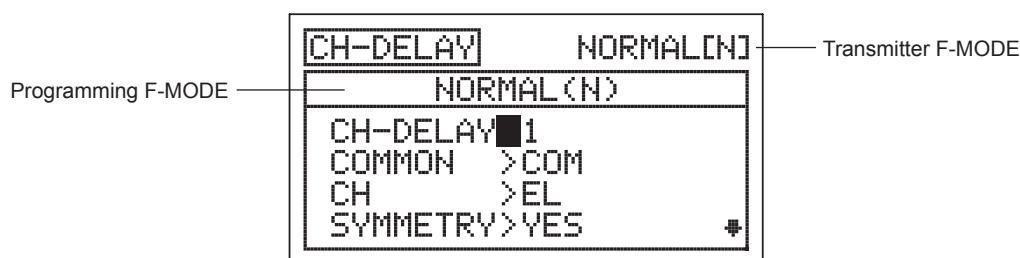 CH-DELAY NORMAL[N] Transmitter F-MODE
Programming F-MODE NORMAL(N)
CH-DELAY 1
COMMON >COM
CH >EL
SYMMETRY>YES